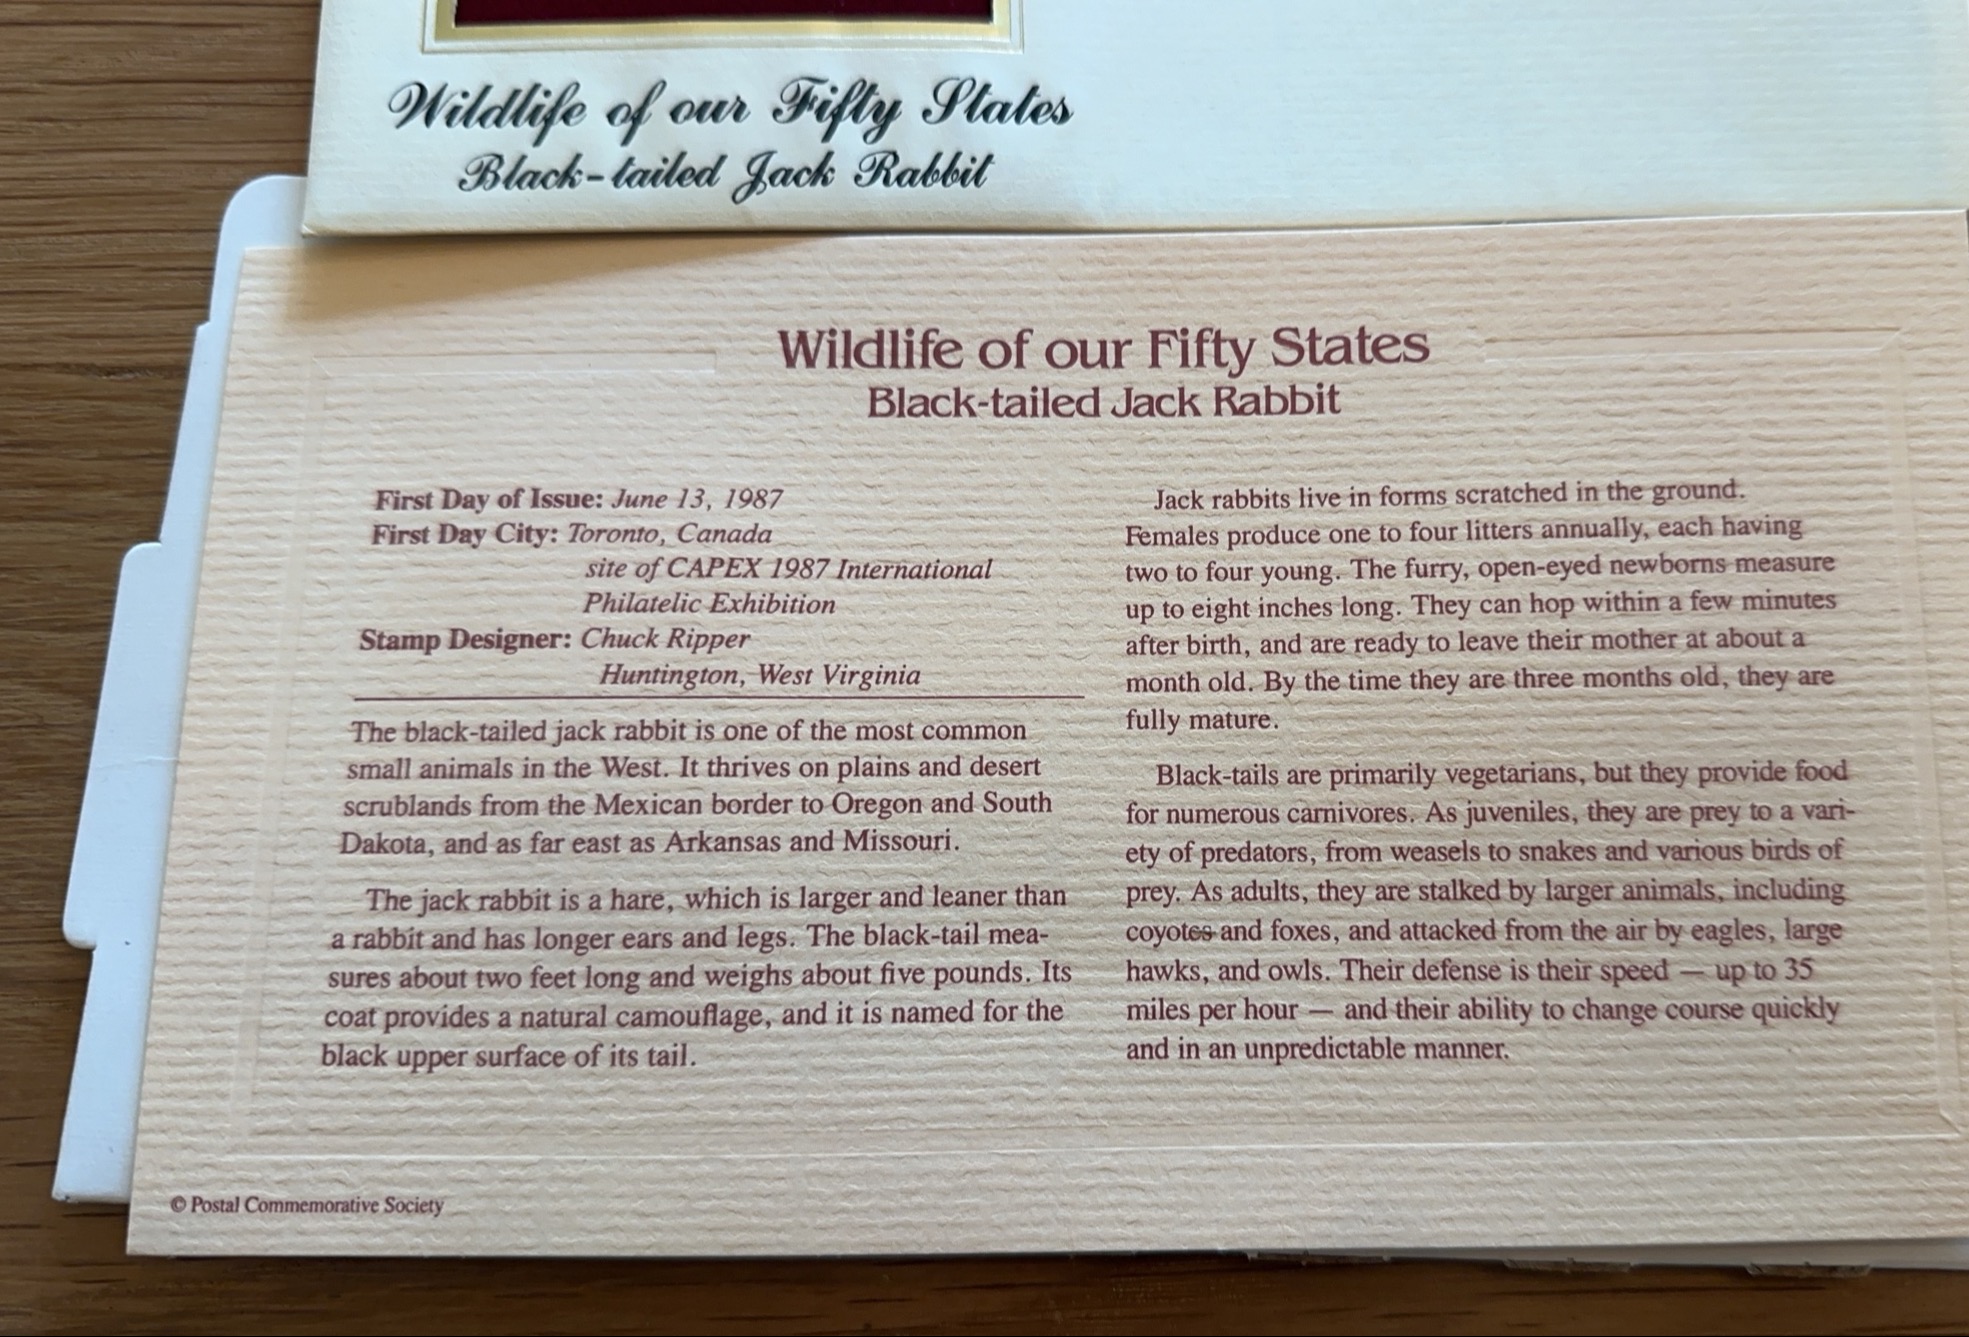 Wildlife of our Fifty States
Black-tailed Jack Rabbit
Wildlife of our Fifty States
Black-tailed Jack Rabbit
First Day of Issue: June 13, 1987
First Day City: Toronto, Canada
site of CAPEX 1987 International
Philatelic Exhibition
Stamp Designer: Chuck Ripper
Huntington, West Virginia
The black-tailed jack rabbit is one of the most common
small animals in the West. It thrives on plains and desert
scrublands from the Mexican border to Oregon and South
Dakota, and as far east as Arkansas and Missouri.
The jack rabbit is a hare, which is larger and leaner than
a rabbit and has longer ears and legs. The black-tail mea-
sures about two feet long and weighs about five pounds. Its
coat provides a natural camouflage, and it is named for the
black upper surface of its tail.
Jack rabbits live in forms scratched in the ground.
Females produce one to four litters annually, each having
two to four young. The furry, open-eyed newborns measure
up to eight inches long. They can hop within a few minutes
after birth, and are ready to leave their mother at about a
month old. By the time they are three months old, they are
fully mature.
Black-tails are primarily vegetarians, but they provide food
for numerous carnivores. As juveniles, they are prey to a vari-
ety of predators, from weasels to snakes and various birds of
prey. As adults, they are stalked by larger animals, including
coyotes and foxes, and attacked from the air by eagles, large
hawks, and owls. Their defense is their speed — up to 35
miles per hour — and their ability to change course quickly
and in an unpredictable manner.
© Postal Commemorative Society